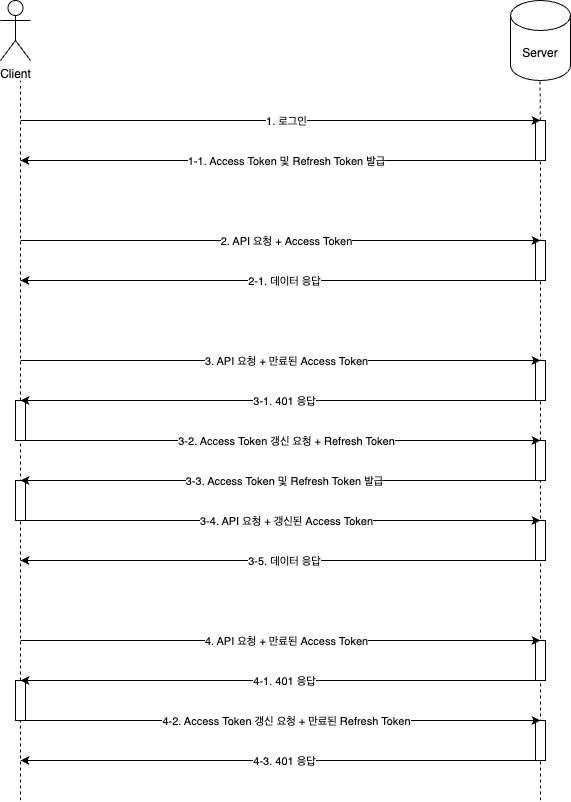 Client
Server
1. 로그인
1-1. Access Token 및 Refresh Token 발급
2. API 요청 + Access Token
2-1. 데이터 응답
3. API 요청 + 만료된 Access Token
3-1. 401 응답
3-2. Access Token 갱신 요청 + Refresh Token
3-3. Access Token 및 Refresh Token 발급
3-4. API 요청 + 갱신된 Access Token
3-5. 데이터 응답
4. API 요청 + 만료된 Access Token
4-1. 401 응답
4-2. Access Token 갱신 요청 + 만료된 Refresh Token
4-3. 401 응답